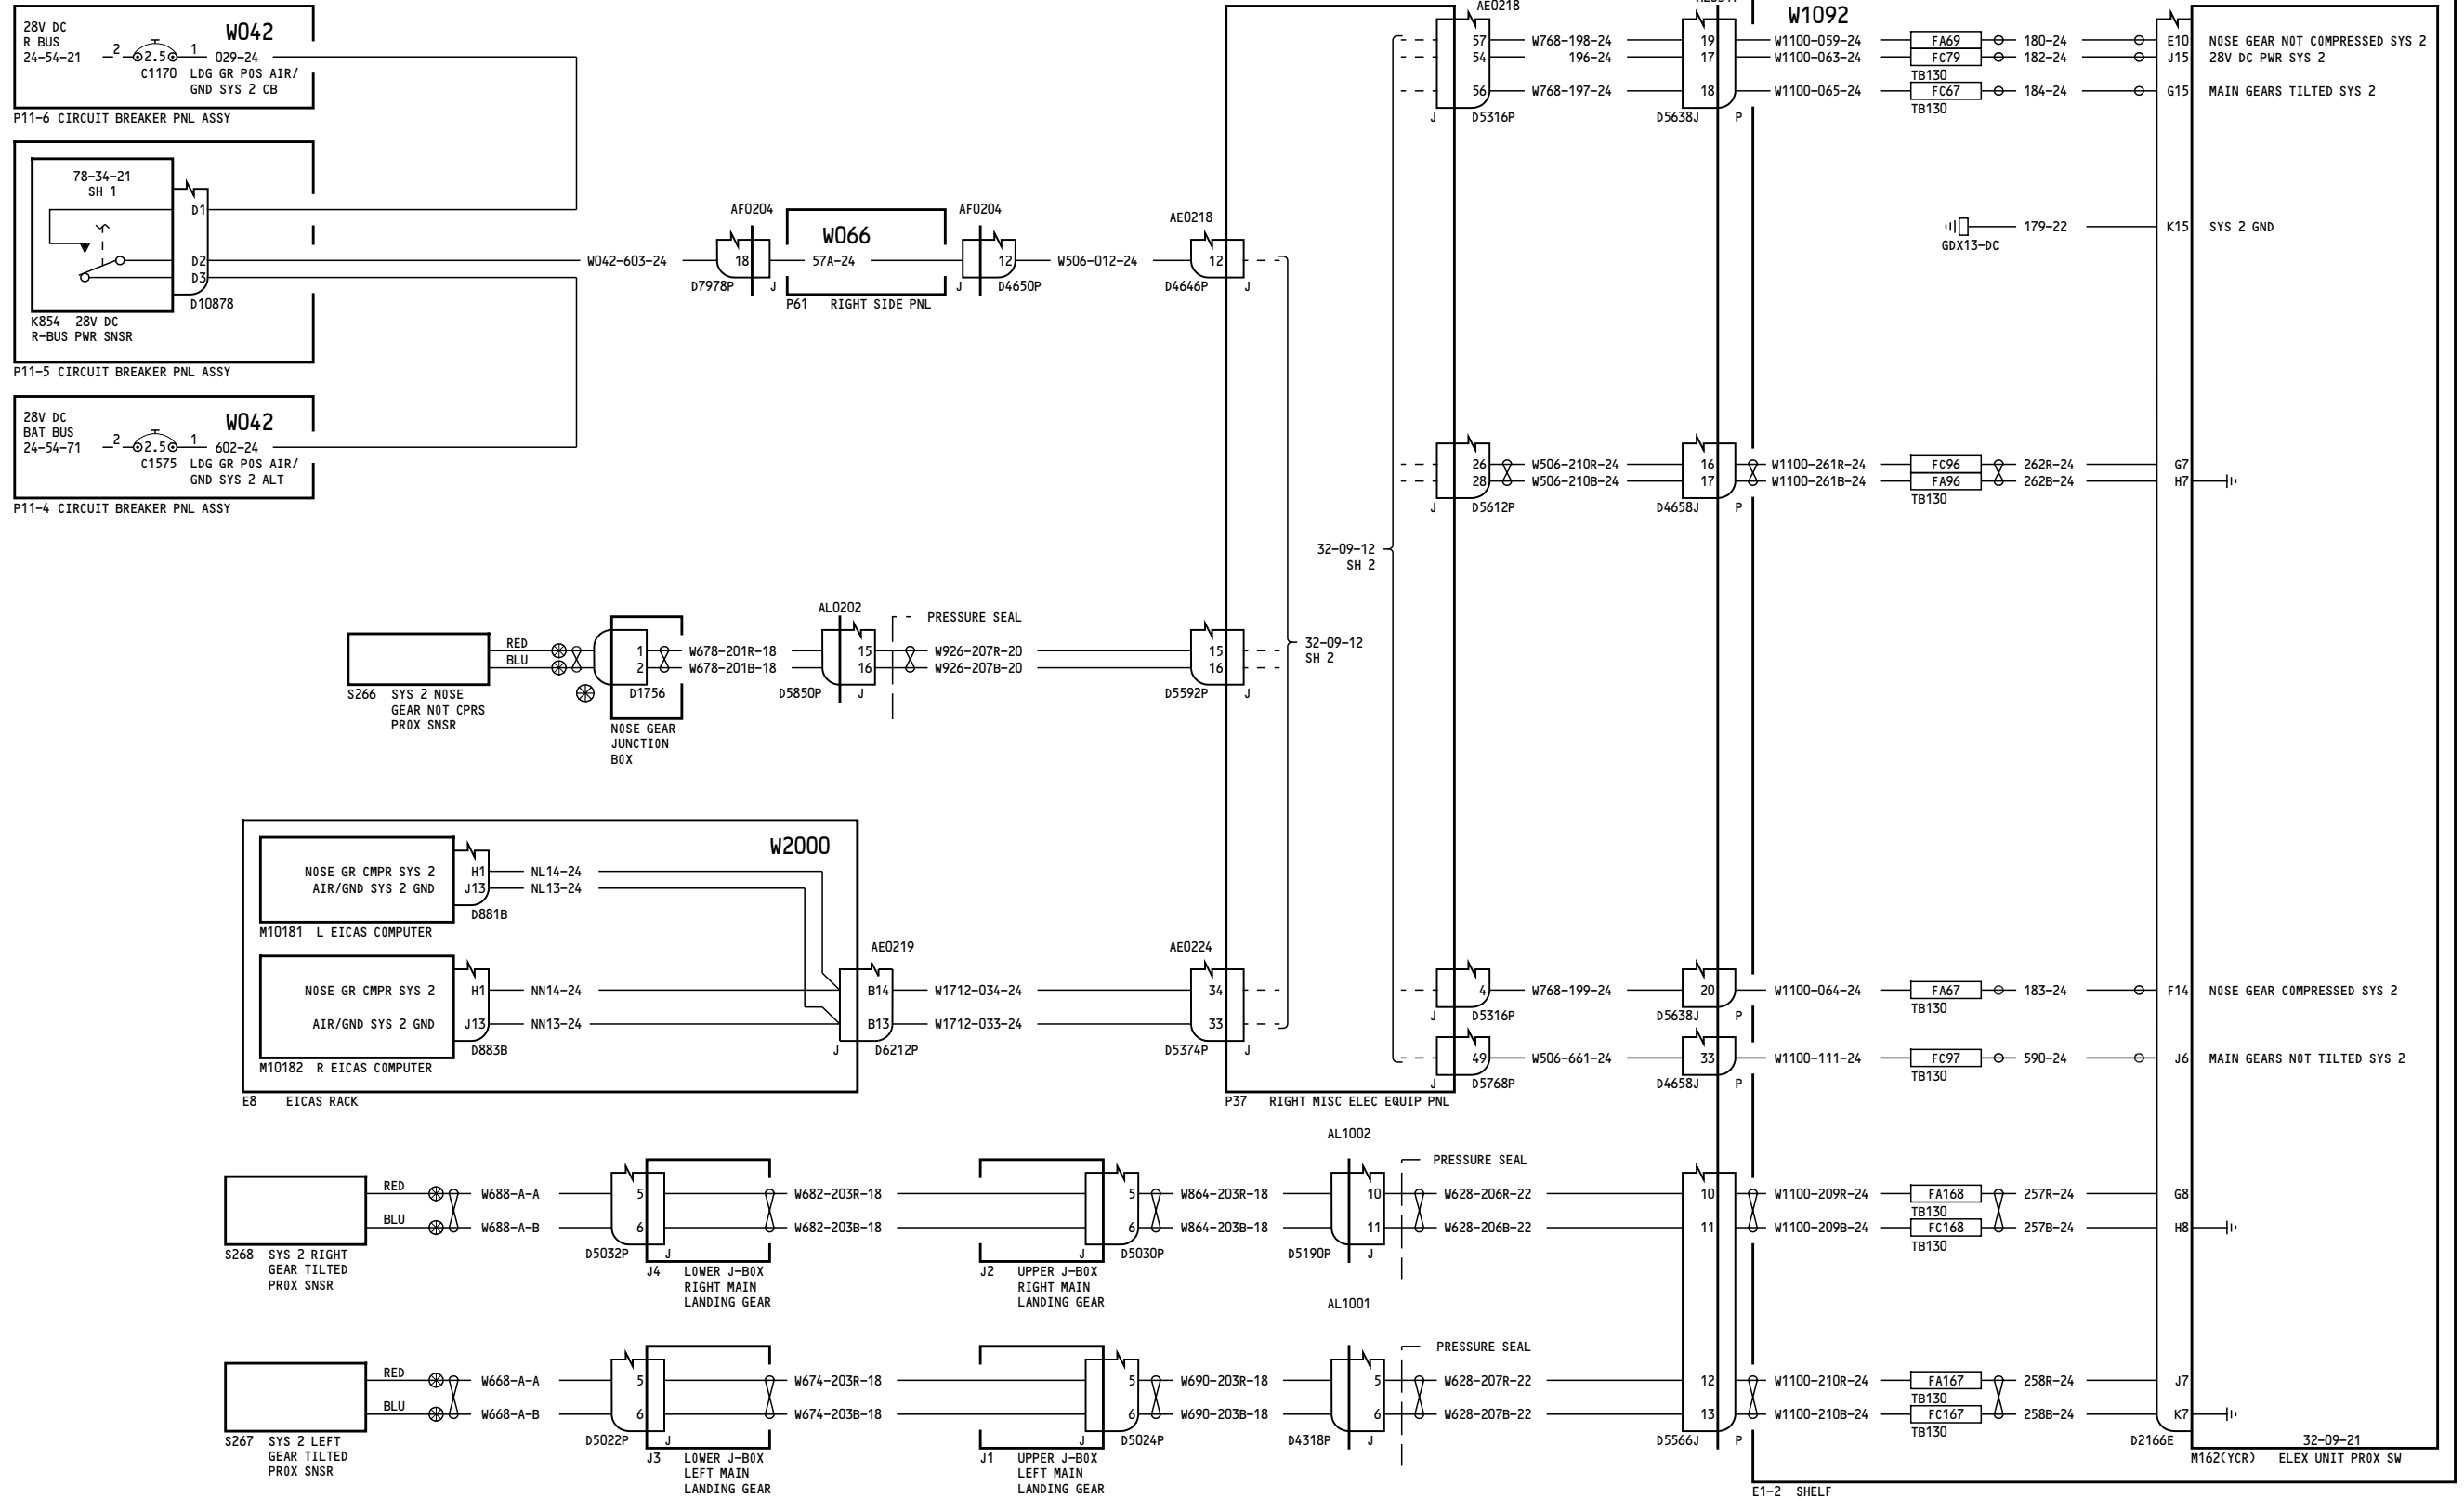 28V DC
R BUS
24-54-21
2
2.5
1
W042
029-24
C1170
LDG GR POS AIR/
GND SYS 2 CB
P11-6 CIRCUIT BREAKER PNL ASSY
78-34-21
SH 1
D1
D2
D3
D10878
K854 28V DC
R-BUS PWR SNSR
P11-5 CIRCUIT BREAKER PNL ASSY
28V DC
BAT BUS
24-54-71
2
2.5
1
W042
602-24
C1575
LDG GR POS AIR/
GND SYS 2 ALT
P11-4 CIRCUIT BREAKER PNL ASSY
W042-603-24
AF0204
18
D7978P
J
W066
57A-24
P61 RIGHT SIDE PNL
AF0204
12
J
D4650P
W506-012-24
AE0218
12
D4646P
J
S266 SYS 2 NOSE
GEAR NOT CPRS
PROX SNSR
RED
BLU
1
2
D1756
NOSE GEAR
JUNCTION
BOX
W678-201R-18
W678-201B-18
AL0202
15
16
D5850P
J
PRESSURE SEAL
W926-207R-20
W926-207B-20
15
16
D5592P
J
32-09-12
SH 2
32-09-12
SH 2
W2000
NOSE GR CMPR SYS 2
AIR/GND SYS 2 GND
H1
J13
NL14-24
NL13-24
D881B
M10181 L EICAS COMPUTER
NOSE GR CMPR SYS 2
AIR/GND SYS 2 GND
H1
J13
NN14-24
NN13-24
D883B
M10182 R EICAS COMPUTER
E8 EICAS RACK
AE0219
B14
B13
J
D6212P
W1712-034-24
W1712-033-24
AE0224
34
33
D5374P
J
P37 RIGHT MISC ELEC EQUIP PNL
AE0218
57
54
56
J
D5316P
W768-198-24
196-24
W768-197-24
19
17
18
D5638J
P
W1092
W1100-059-24
W1100-063-24
W1100-065-24
FA69
FC79
TB130
FC67
TB130
180-24
182-24
184-24
E10
J15
G15
NOSE GEAR NOT COMPRESSED SYS 2
28V DC PWR SYS 2
MAIN GEARS TILTED SYS 2
GDX13-DC
179-22
K15
SYS 2 GND
26
28
J
D5612P
W506-210R-24
W506-210B-24
16
17
D4658J
P
W1100-261R-24
W1100-261B-24
FC96
FA96
TB130
262R-24
262B-24
G7
H7
4
J
D5316P
W768-199-24
20
D5638J
P
W1100-064-24
FA67
TB130
183-24
F14
NOSE GEAR COMPRESSED SYS 2
49
J
D5768P
W506-661-24
33
D4658J
P
W1100-111-24
FC97
TB130
590-24
J6
MAIN GEARS NOT TILTED SYS 2
S268 SYS 2 RIGHT
GEAR TILTED
PROX SNSR
RED
BLU
W688-A-A
W688-A-B
5
6
D5032P
J
J4 LOWER J-BOX
RIGHT MAIN
LANDING GEAR
W682-203R-18
W682-203B-18
J2 UPPER J-BOX
RIGHT MAIN
LANDING GEAR
5
6
J
D5030P
W864-203R-18
W864-203B-18
AL1002
10
11
D5190P
J
PRESSURE SEAL
W628-206R-22
W628-206B-22
10
11
W1100-209R-24
W1100-209B-24
FA168
TB130
FC168
TB130
257R-24
257B-24
G8
H8
S267 SYS 2 LEFT
GEAR TILTED
PROX SNSR
RED
BLU
W668-A-A
W668-A-B
5
6
D5022P
J
J3 LOWER J-BOX
LEFT MAIN
LANDING GEAR
W674-203R-18
W674-203B-18
J1 UPPER J-BOX
LEFT MAIN
LANDING GEAR
5
6
J
D5024P
W690-203R-18
W690-203B-18
AL1001
5
6
D4318P
J
PRESSURE SEAL
W628-207R-22
W628-207B-22
12
13
D5566J
P
W1100-210R-24
W1100-210B-24
FA167
TB130
FC167
TB130
258R-24
258B-24
J7
K7
D2166E
32-09-21
M162(YCR) ELEX UNIT PROX SW
E1-2 SHELF